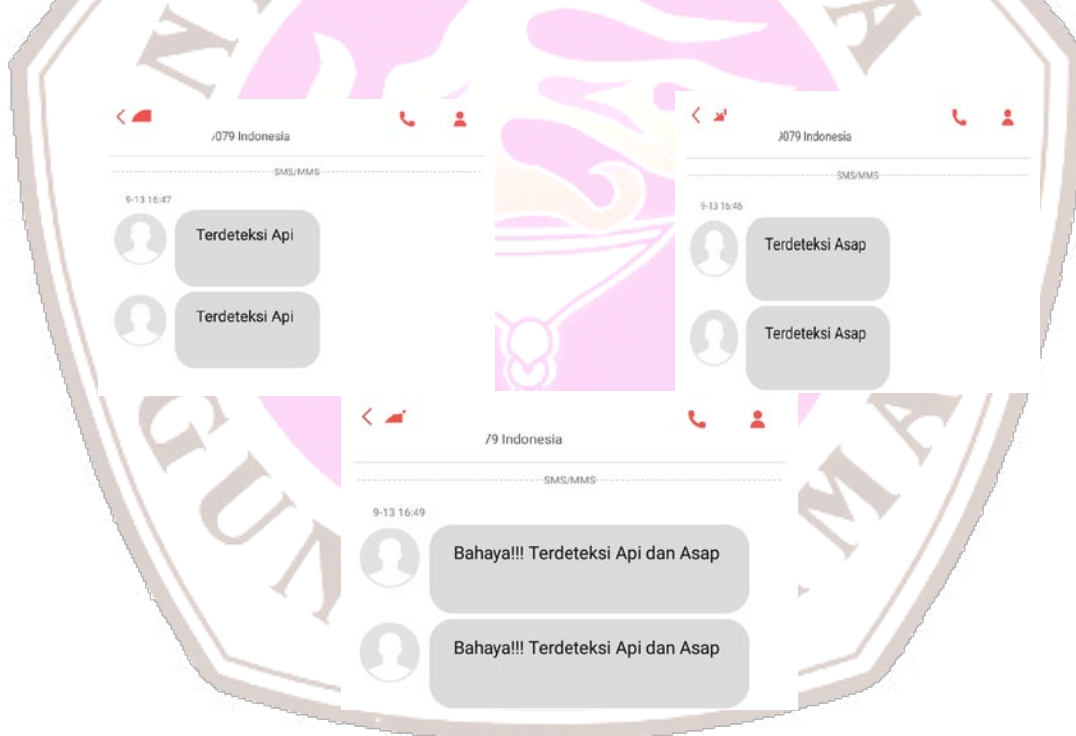 /079 Indonesia
SMS/MMS
9-13 16:47
Terdeteksi Api
Terdeteksi Api
9079 Indonesia
SMS/MMS
9-13 16:46
Terdeteksi Asap
Terdeteksi Asap
79 Indonesia
SMS/MMS
9-13 16:49
Bahaya!!! Terdeteksi Api dan Asap
Bahaya!!! Terdeteksi Api dan Asap